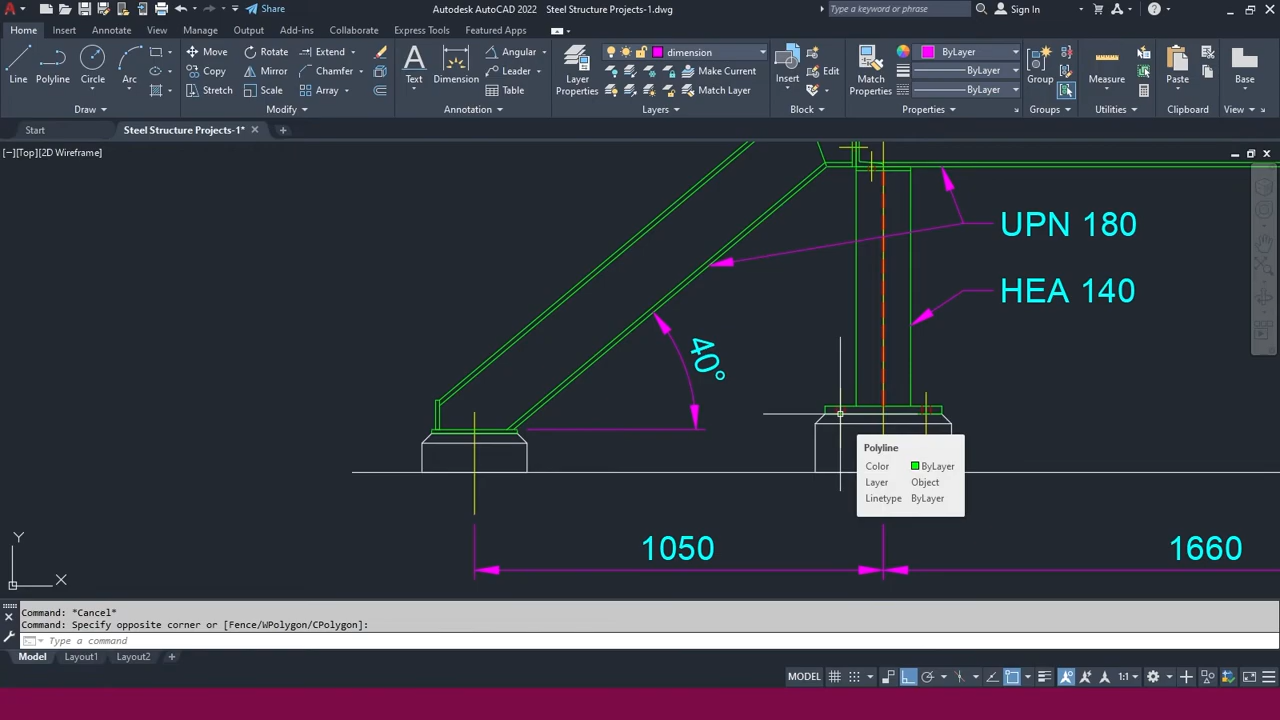 Share
Autodesk AutoCAD 2022 Steel Structure Projects-1.dwg
Type a keyword or phrase
Sign In
Home Insert Annotate View Manage Output Add-ins Collaborate Express Tools Featured Apps
Line Polyline Circle Arc
Move Rotate Extend
Copy Mirror Chamfer
Stretch Scale Array
Text Dimension
Angular
Leader
Table
Layer Properties
dimension
Make Current
Match Layer
Insert
Edit
Match Properties
ByLayer
ByLayer
ByLayer
Group
Measure
Paste
Base
Draw Modify Annotation Layers Block Properties Groups Utilities Clipboard View
Start Steel Structure Projects-1*
[−][Top][2D Wireframe]
UPN 180
HEA 140
40°
Polyline
Color ByLayer
Layer Object
Linetype ByLayer
1050
1660
Y
X
Command: *Cancel*
Command: Specify opposite corner or [Fence/WPolygon/CPolygon]:
Type a command
Model Layout1 Layout2
MODEL
1:1